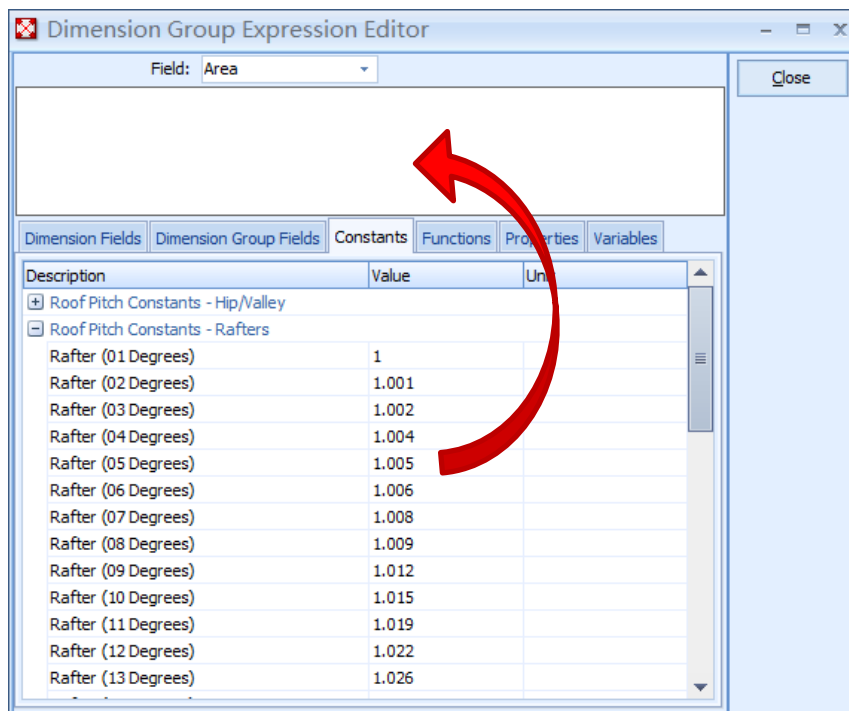 Dimension Group Expression Editor
Field: Area
Close
Dimension Fields Dimension Group Fields Constants Functions Properties Variables
Description Value
Roof Pitch Constants - Hip/Valley
Roof Pitch Constants - Rafters
Rafter (01 Degrees) 1
Rafter (02 Degrees) 1.001
Rafter (03 Degrees) 1.002
Rafter (04 Degrees) 1.004
Rafter (05 Degrees) 1.005
Rafter (06 Degrees) 1.006
Rafter (07 Degrees) 1.008
Rafter (08 Degrees) 1.009
Rafter (09 Degrees) 1.012
Rafter (10 Degrees) 1.015
Rafter (11 Degrees) 1.019
Rafter (12 Degrees) 1.022
Rafter (13 Degrees) 1.026